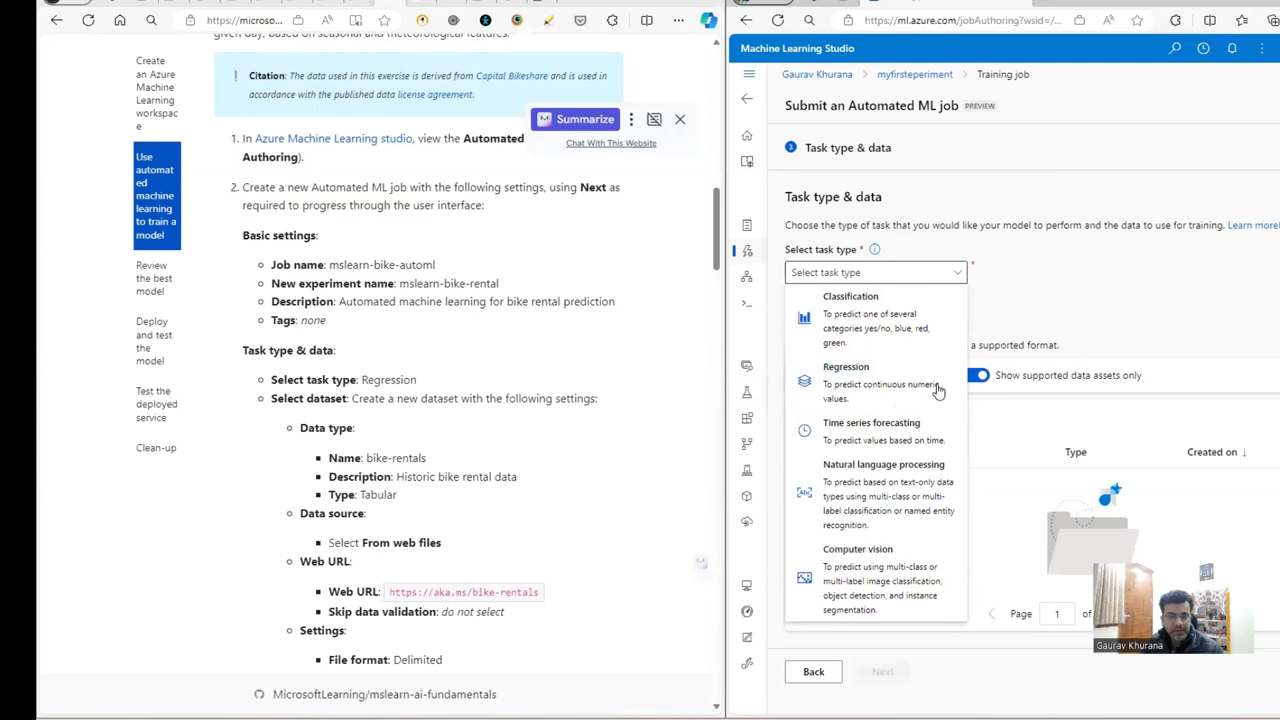 https://microso...
given day, based on seasonal and meteorological features.
Create
an Azure
Machine
Learning
workspac
e
Use
automat
ed
machine
learning
to train a
model
Review
the best
model
Deploy
and test
the
model
Test the
deployed
service
Clean-up
! Citation: The data used in this exercise is derived from Capital Bikeshare and is used in
accordance with the published data license agreement.
Summarize
Chat With This Website
1. In Azure Machine Learning studio, view the Automated
Authoring).
2. Create a new Automated ML job with the following settings, using Next as
required to progress through the user interface:
Basic settings:
Job name: mslearn-bike-automl
New experiment name: mslearn-bike-rental
Description: Automated machine learning for bike rental prediction
Tags: none
Task type & data:
Select task type: Regression
Select dataset: Create a new dataset with the following settings:
Data type:
Name: bike-rentals
Description: Historic bike rental data
Type: Tabular
Data source:
Select From web files
Web URL:
Web URL: https://aka.ms/bike-rentals
Skip data validation: do not select
Settings:
File format: Delimited
MicrosoftLearning/mslearn-ai-fundamentals
https://ml.azure.com/jobAuthoring?wsid=/...
Machine Learning Studio
Gaurav Khurana > myfirsteperiment > Training job
Submit an Automated ML job PREVIEW
3 Task type & data
Task type & data
Choose the type of task that you would like your model to perform and the data to use for training. Learn more
Select task type *
Select task type *
Classification
To predict one of several
categories yes/no, blue, red,
green.
Regression
To predict continuous numeric
values.
Time series forecasting
To predict values based on time.
Natural language processing
To predict based on text-only data
types using multi-class or multi-
label classification or named entity
recognition.
Computer vision
To predict using multi-class or
multi-label image classification,
object detection, and instance
segmentation.
a supported format.
Show supported data assets only
Type Created on ↓
Page 1 of
Gaurav Khurana
Back Next